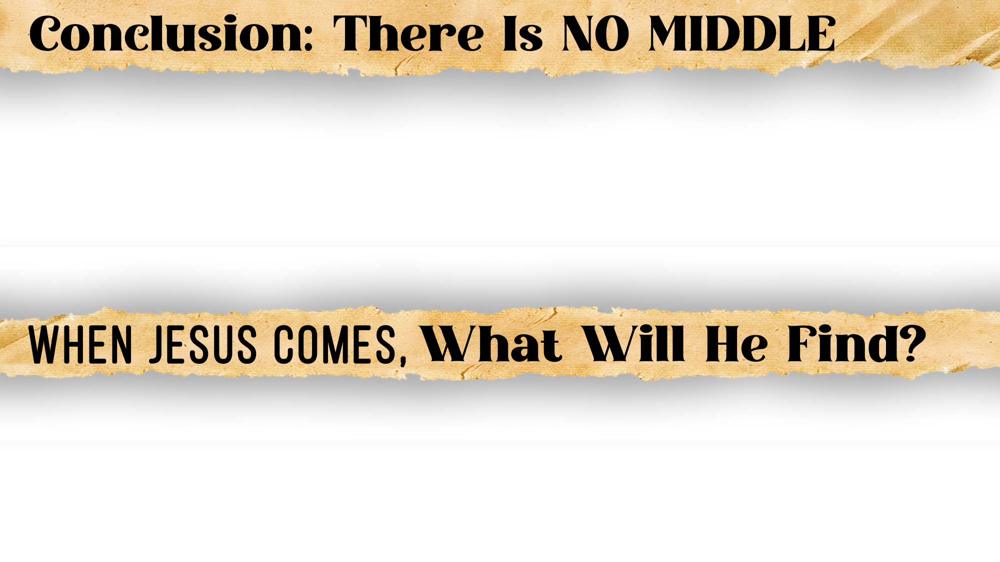 Conclusion: There Is NO MIDDLE
WHEN JESUS COMES, What Will He Find?